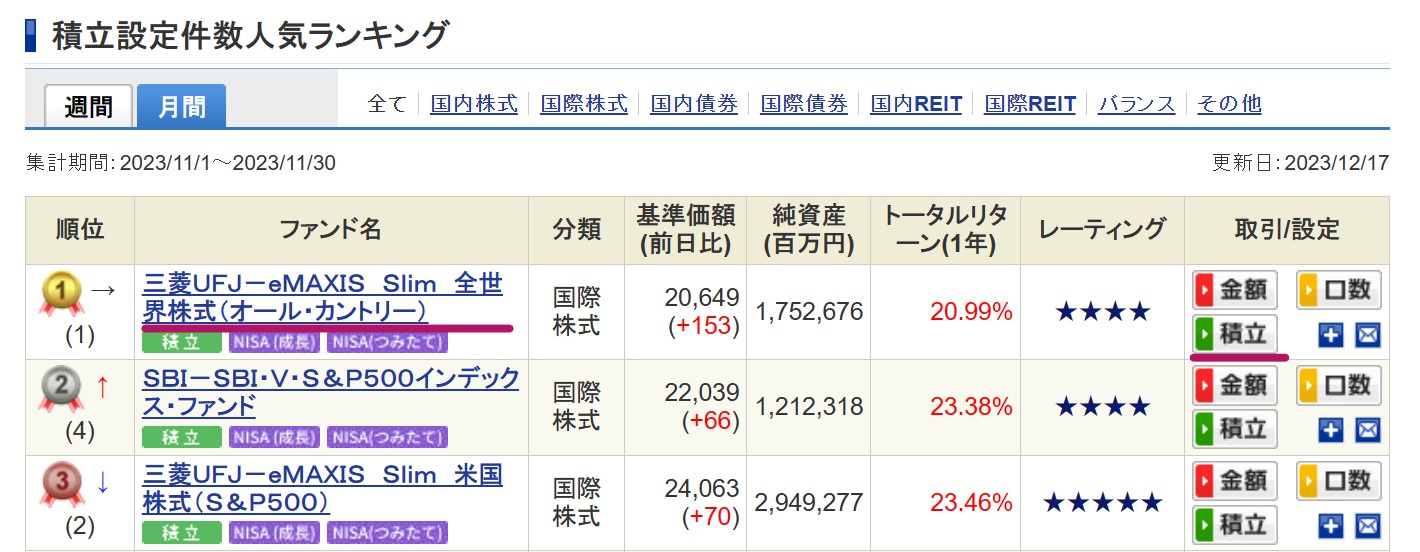 積立設定件数人気ランキング
週間 月間 全て 国内株式 国際株式 国内債券 国際債券 国内REIT 国際REIT バランス その他
集計期間：2023/11/1～2023/11/30 更新日：2023/12/17
順位 ファンド名 分類 基準価額 純資産 トータルリタ レーティング 取引/設定
(前日比) (百万円) ーン(1年)
1 → 三菱ＵＦＪ－ｅＭＡＸＩＳ　Ｓｌｉｍ　全世 国際 20,649 1,752,676 20.99% ★★★★ 金額 口数
(1) 界株式（オール・カントリー） 株式 (+153) 積立
積立 NISA(成長) NISA(つみたて)
2 ↑ ＳＢＩ－ＳＢＩ・Ｖ・Ｓ＆Ｐ５００インデック 国際 22,039 1,212,318 23.38% ★★★★ 金額 口数
(4) ス・ファンド 株式 (+66) 積立
積立 NISA(成長) NISA(つみたて)
3 ↓ 三菱ＵＦＪ－ｅＭＡＸＩＳ　Ｓｌｉｍ　米国 国際 24,063 2,949,277 23.46% ★★★★★ 金額 口数
(2) 株式（Ｓ＆Ｐ５００） 株式 (+70) 積立
積立 NISA(成長) NISA(つみたて)